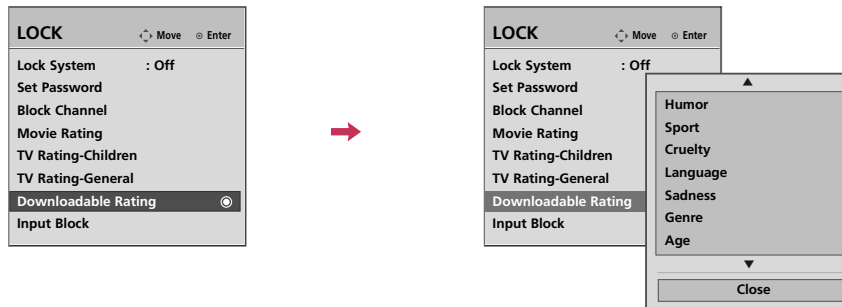 LOCK Move Enter
Lock System : Off
Set Password
Block Channel
Movie Rating
TV Rating-Children
TV Rating-General
Downloadable Rating
Input Block
LOCK Move Enter
Lock System : Off
Set Password
Block Channel
Movie Rating
TV Rating-Children
TV Rating-General
Downloadable Rating
Input Block
Humor
Sport
Cruelty
Language
Sadness
Genre
Age
Close